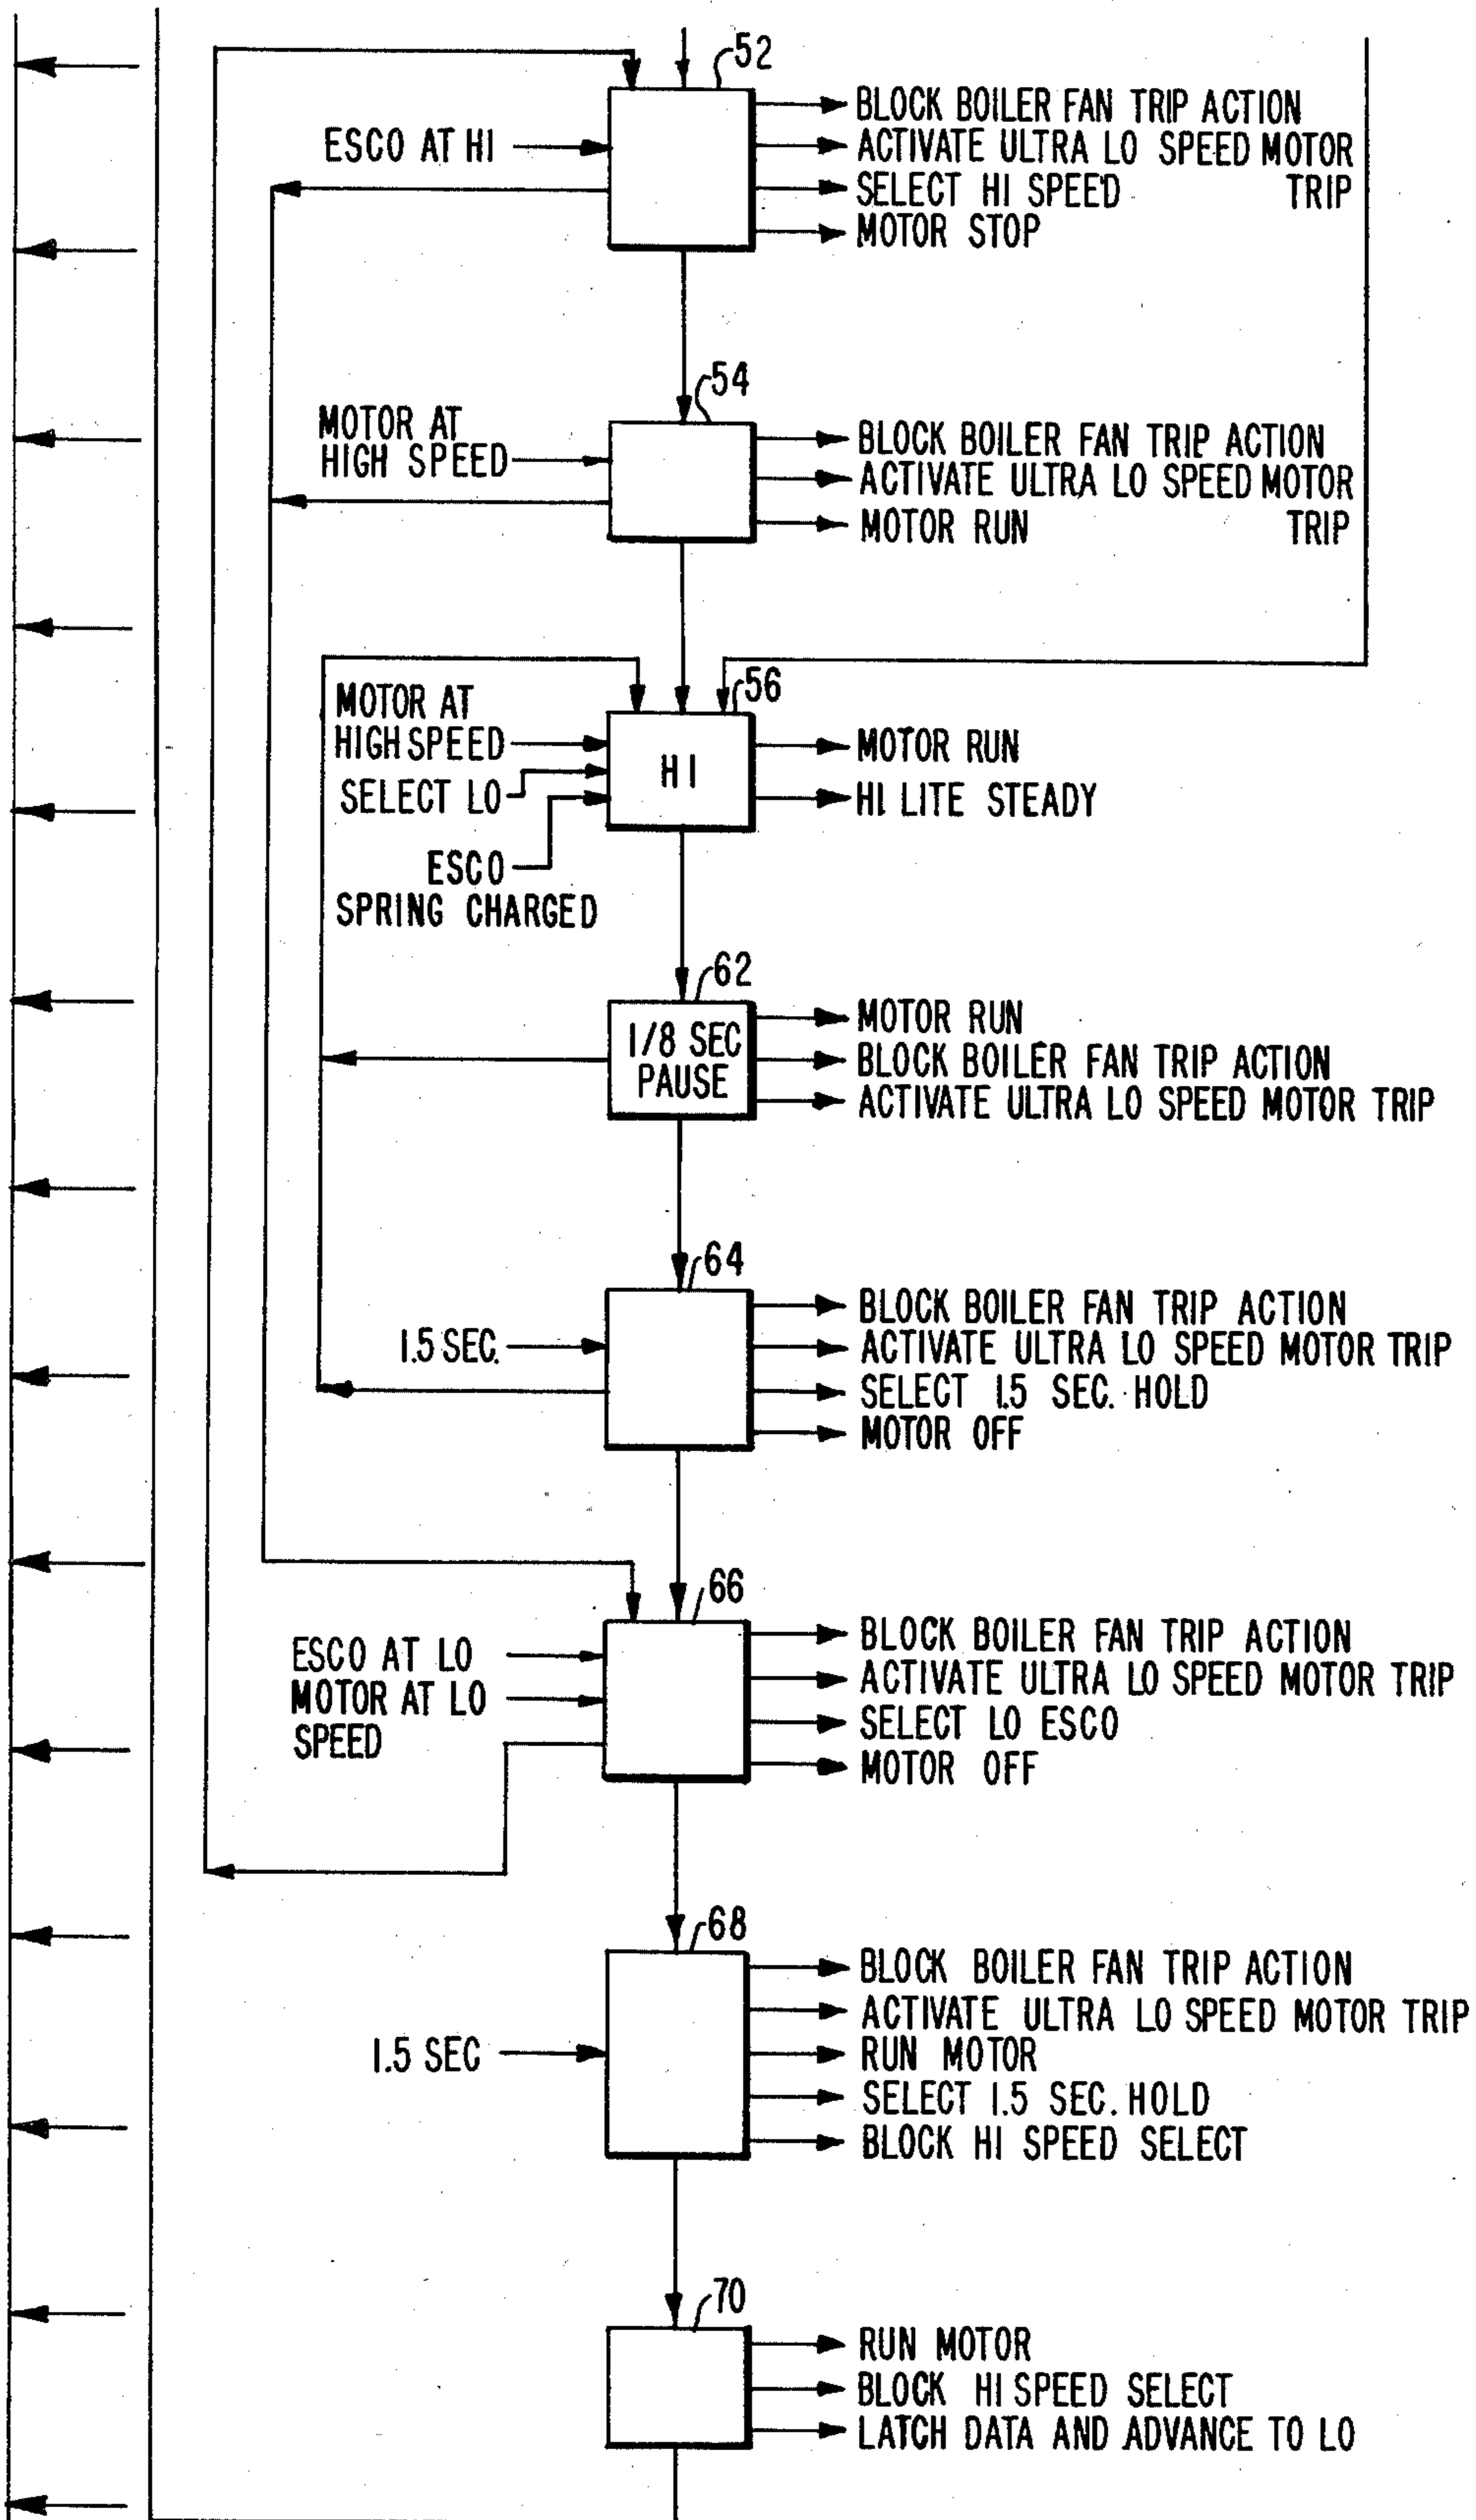 52
ESCO AT HI
BLOCK BOILER FAN TRIP ACTION
ACTIVATE ULTRA LO SPEED MOTOR
SELECT HI SPEED TRIP
MOTOR STOP
54
MOTOR AT
HIGH SPEED
BLOCK BOILER FAN TRIP ACTION
ACTIVATE ULTRA LO SPEED MOTOR
MOTOR RUN TRIP
56
MOTOR AT
HIGH SPEED
SELECT LO
ESCO
SPRING CHARGED
HI
MOTOR RUN
HI LITE STEADY
62
1/8 SEC
PAUSE
MOTOR RUN
BLOCK BOILER FAN TRIP ACTION
ACTIVATE ULTRA LO SPEED MOTOR TRIP
64
1.5 SEC.
BLOCK BOILER FAN TRIP ACTION
ACTIVATE ULTRA LO SPEED MOTOR TRIP
SELECT 1.5 SEC. HOLD
MOTOR OFF
66
ESCO AT LO
MOTOR AT LO
SPEED
BLOCK BOILER FAN TRIP ACTION
ACTIVATE ULTRA LO SPEED MOTOR TRIP
SELECT LO ESCO
MOTOR OFF
68
1.5 SEC
BLOCK BOILER FAN TRIP ACTION
ACTIVATE ULTRA LO SPEED MOTOR TRIP
RUN MOTOR
SELECT 1.5 SEC. HOLD
BLOCK HI SPEED SELECT
70
RUN MOTOR
BLOCK HI SPEED SELECT
LATCH DATA AND ADVANCE TO LO